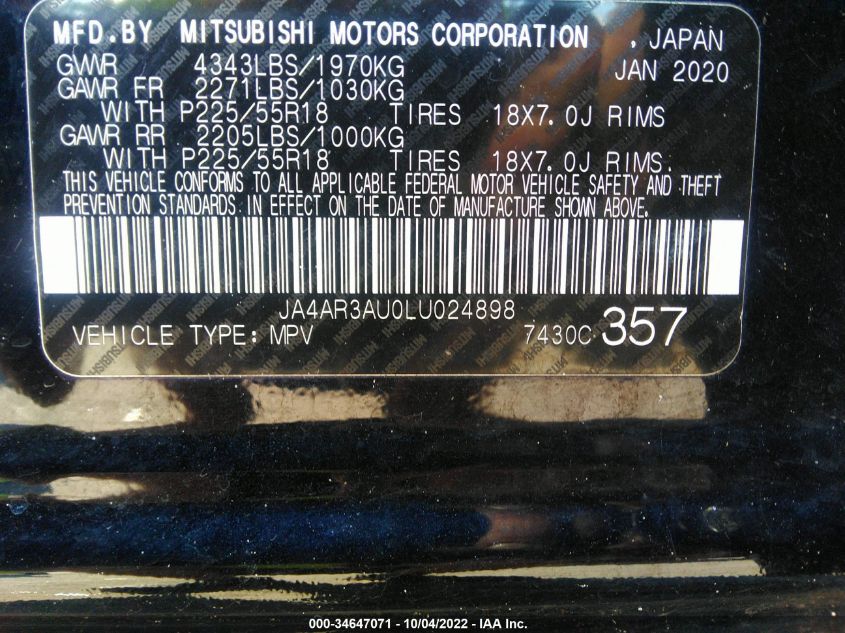 MFD.BY MITSUBISHI MOTORS CORPORATION , JAPAN
GVWR 4343LBS/1970KG JAN 2020
GAWR FR 2271LBS/1030KG
WITH P225/55R18 TIRES 18X7.0J RIMS
GAWR RR 2205LBS/1000KG
WITH P225/55R18 TIRES 18X7.0J RIMS.
THIS VEHICLE CONFORMS TO ALL APPLICABLE FEDERAL MOTOR VEHICLE SAFETY AND THEFT
PREVENTION STANDARDS IN EFFECT ON THE DATE OF MANUFACTURE SHOWN ABOVE.
JA4AR3AU0LU024898
VEHICLE TYPE: MPV 7430C 357
000-34647071 - 10/04/2022 - IAA Inc.